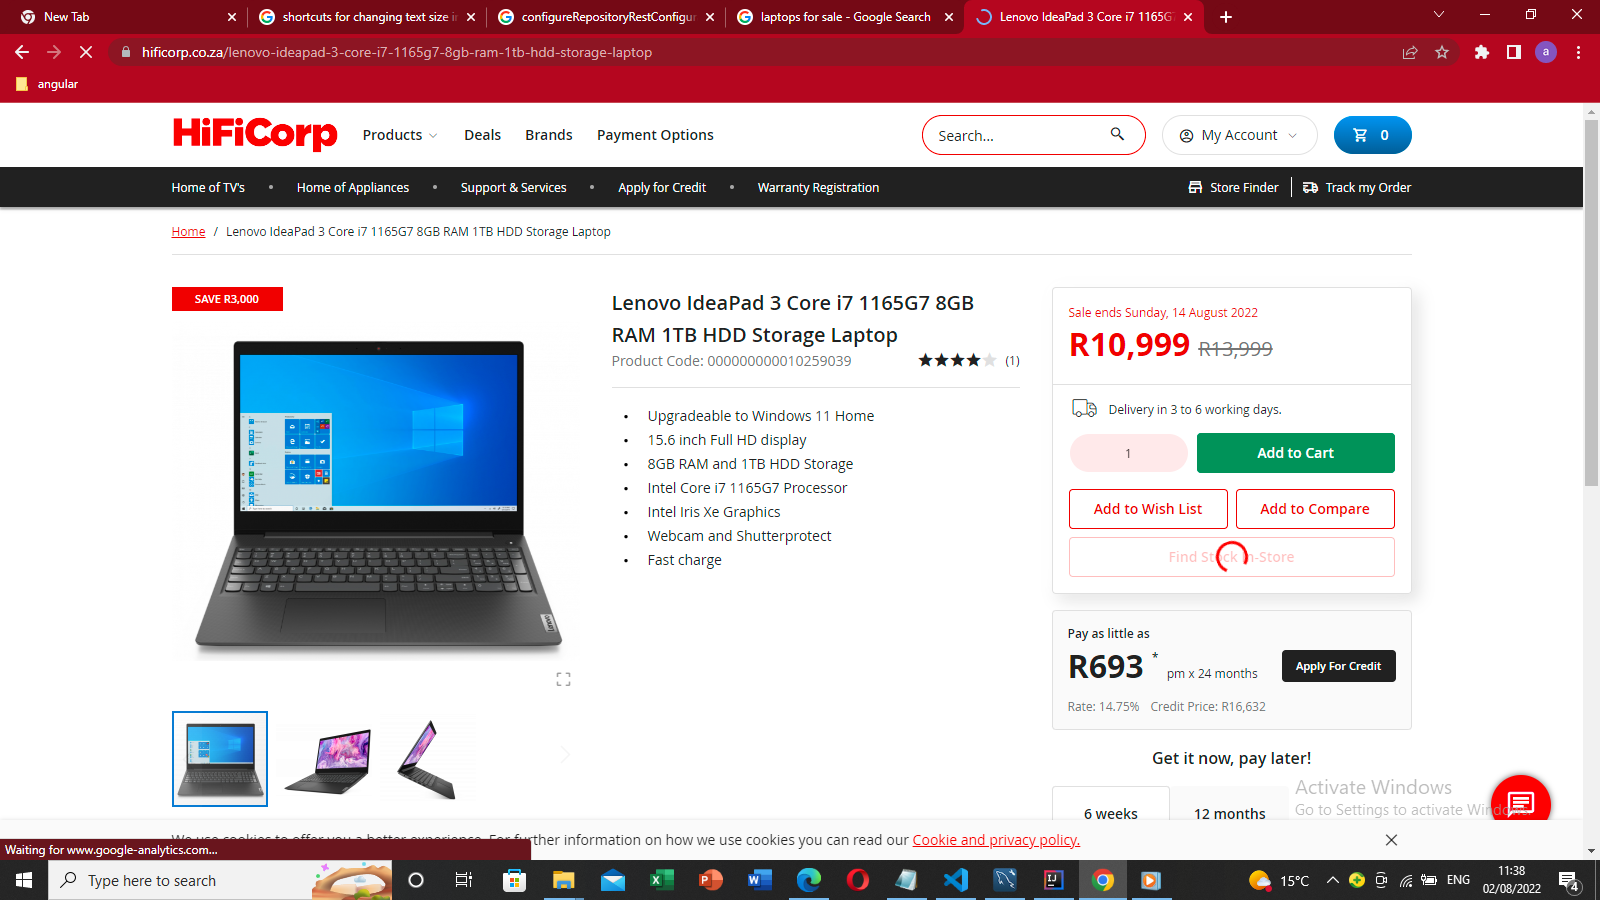 New Tab
shortcuts for changing text size in
configureRepositoryRestConfigur
laptops for sale - Google Search
Lenovo IdeaPad 3 Core i7 1165G7
hificorp.co.za/lenovo-ideapad-3-core-i7-1165g7-8gb-ram-1tb-hdd-storage-laptop
a
angular
HiFiCorp
Products
Deals
Brands
Payment Options
Search...
My Account
0
Home of TV's • Home of Appliances • Support & Services • Apply for Credit • Warranty Registration
Store Finder
Track my Order
Home / Lenovo IdeaPad 3 Core i7 1165G7 8GB RAM 1TB HDD Storage Laptop
SAVE R3,000
Lenovo IdeaPad 3 Core i7 1165G7 8GB
RAM 1TB HDD Storage Laptop
Product Code: 000000000010259039
(1)
• Upgradeable to Windows 11 Home
• 15.6 inch Full HD display
• 8GB RAM and 1TB HDD Storage
• Intel Core i7 1165G7 Processor
• Intel Iris Xe Graphics
• Webcam and Shutterprotect
• Fast charge
Sale ends Sunday, 14 August 2022
R10,999 R13,999
Delivery in 3 to 6 working days.
1
Add to Cart
Add to Wish List
Add to Compare
Find Stock In-Store
Pay as little as
R693 * pm x 24 months
Apply For Credit
Rate: 14.75% Credit Price: R16,632
Get it now, pay later!
6 weeks
12 months
Activate Windows
Go to Settings to activate Windows.
We use cookies to offer you a better experience. For further information on how we use cookies you can read our Cookie and privacy policy.
Waiting for www.google-analytics.com...
Type here to search
15°C
ENG
11:38
02/08/2022
4